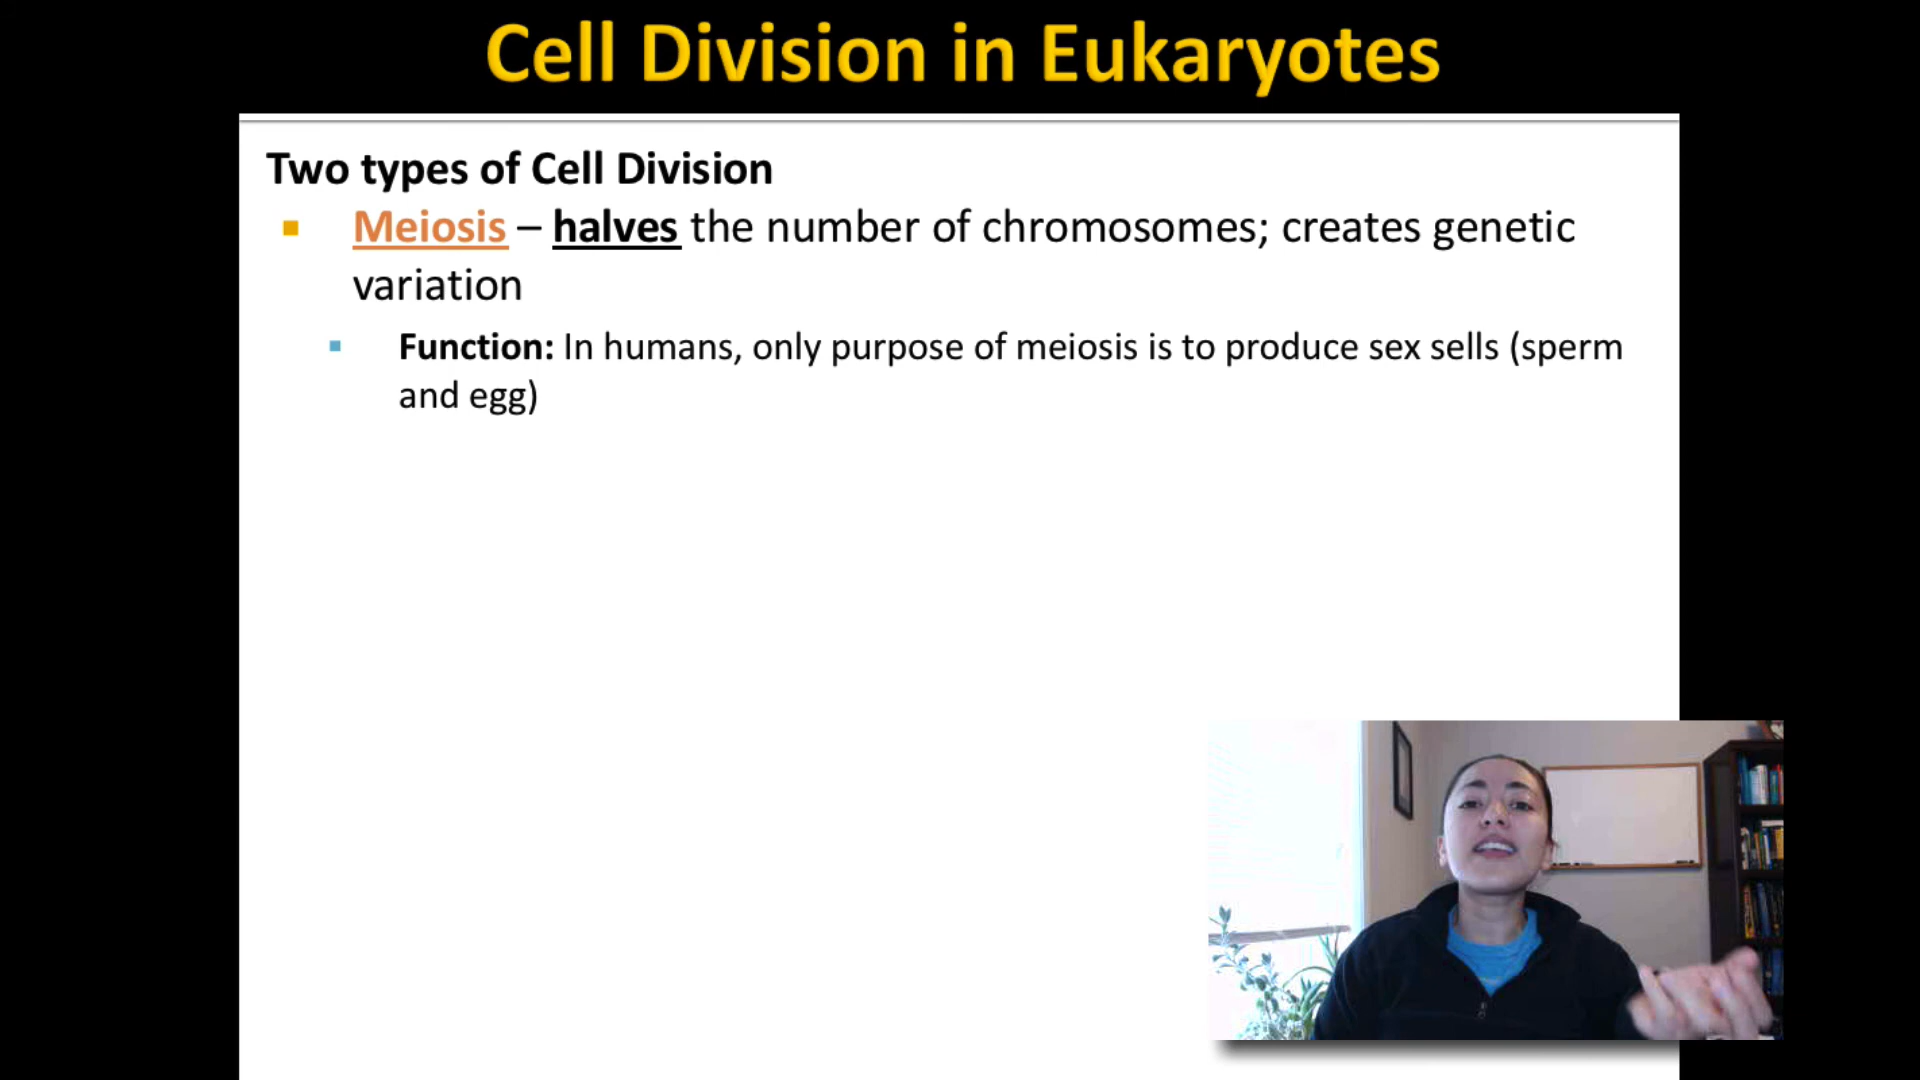 Cell Division in Eukaryotes
Two types of Cell Division
Meiosis – halves the number of chromosomes; creates genetic
variation
Function: In humans, only purpose of meiosis is to produce sex sells (sperm
and egg)